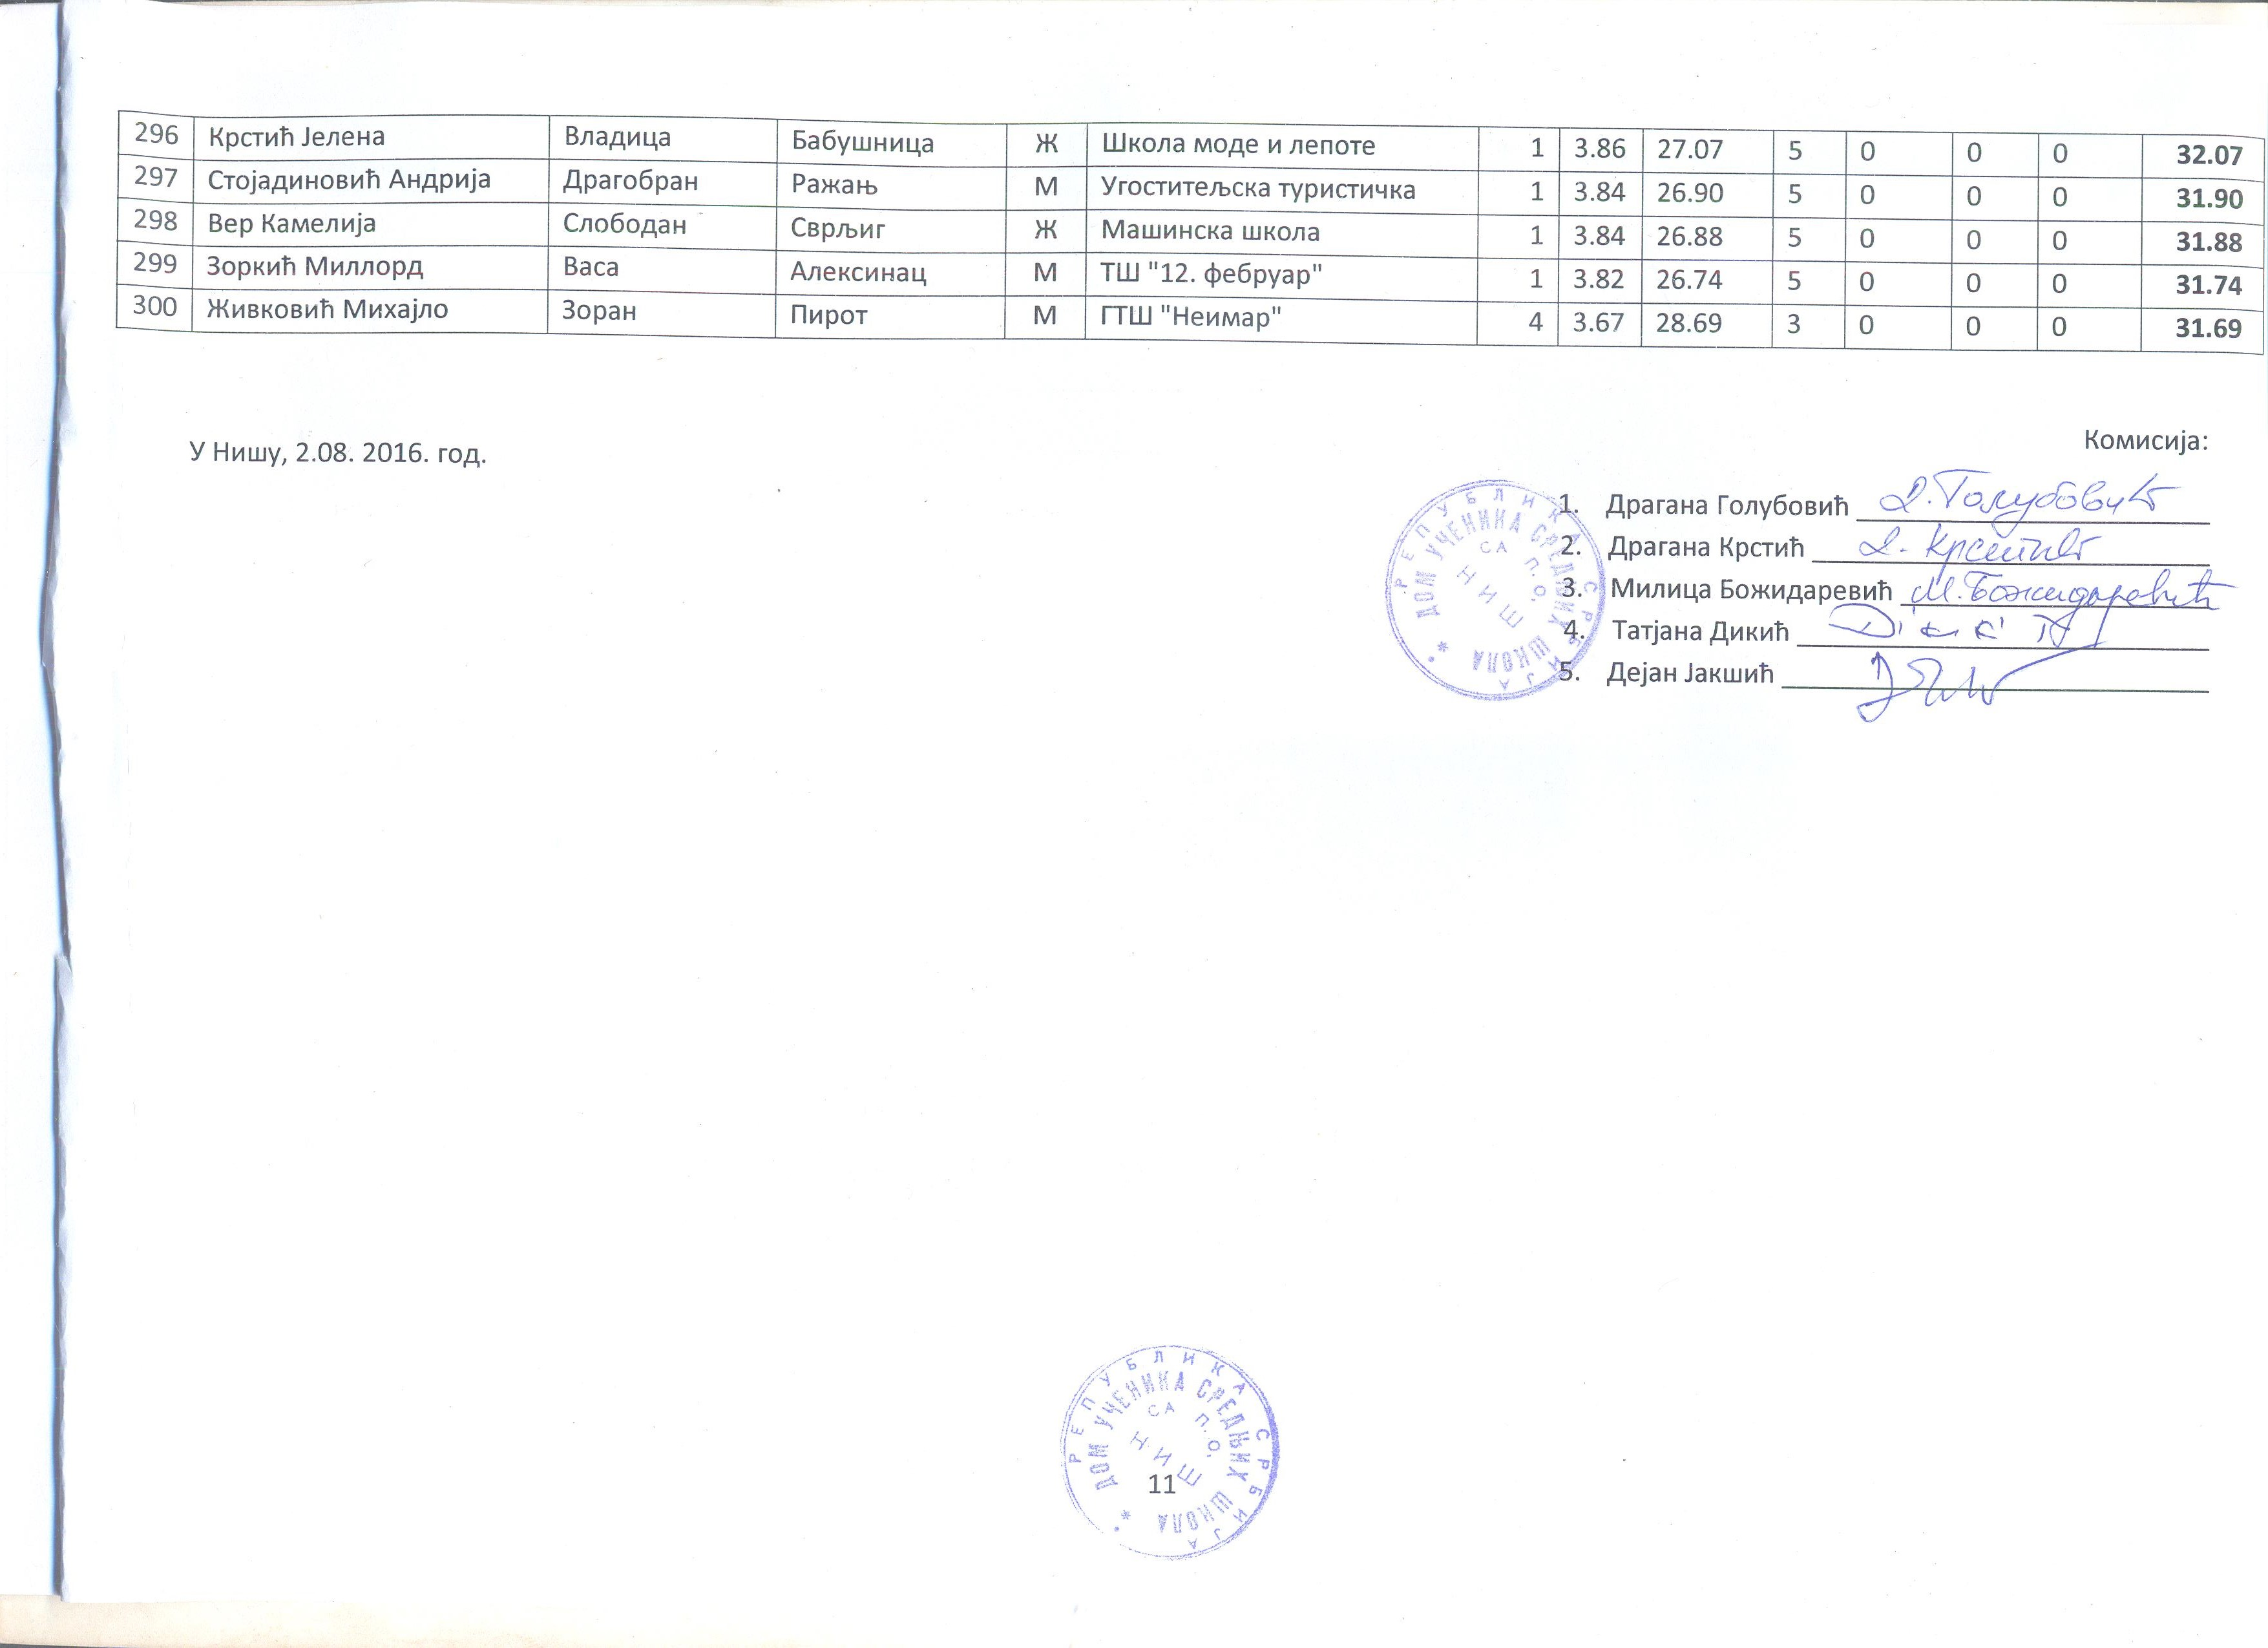 296 Крстић Јелена Владица Бабушница Ж Школа моде и лепоте 1 3.86 27.07 5 0 0 0 32.07
297 Стојадиновић Андрија Драгобран Ражањ М Угоститељска туристичка 1 3.84 26.90 5 0 0 0 31.90
298 Вер Камелија Слободан Сврљиг Ж Машинска школа 1 3.84 26.88 5 0 0 0 31.88
299 Зоркић Миллорд Васа Алексинац М ТШ "12. фебруар" 1 3.82 26.74 5 0 0 0 31.74
300 Живковић Михајло Зоран Пирот М ГТШ "Неимар" 4 3.67 28.69 3 0 0 0 31.69
У Нишу, 2.08. 2016. год.
Комисија:
1. Драгана Голубовић Д. Голубовић
2. Драгана Крстић Д. Крстић
3. Милица Божидаревић М. Божидаревић
4. Татјана Дикић
5. Дејан Јакшић
РЕПУБЛИКА СРБИЈА
ДОМ УЧЕНИКА СРЕДЊИХ ШКОЛА
СА П.О.
НИШ
РЕПУБЛИКА СРБИЈА
ДОМ УЧЕНИКА СРЕДЊИХ ШКОЛА
СА П.О.
НИШ
11